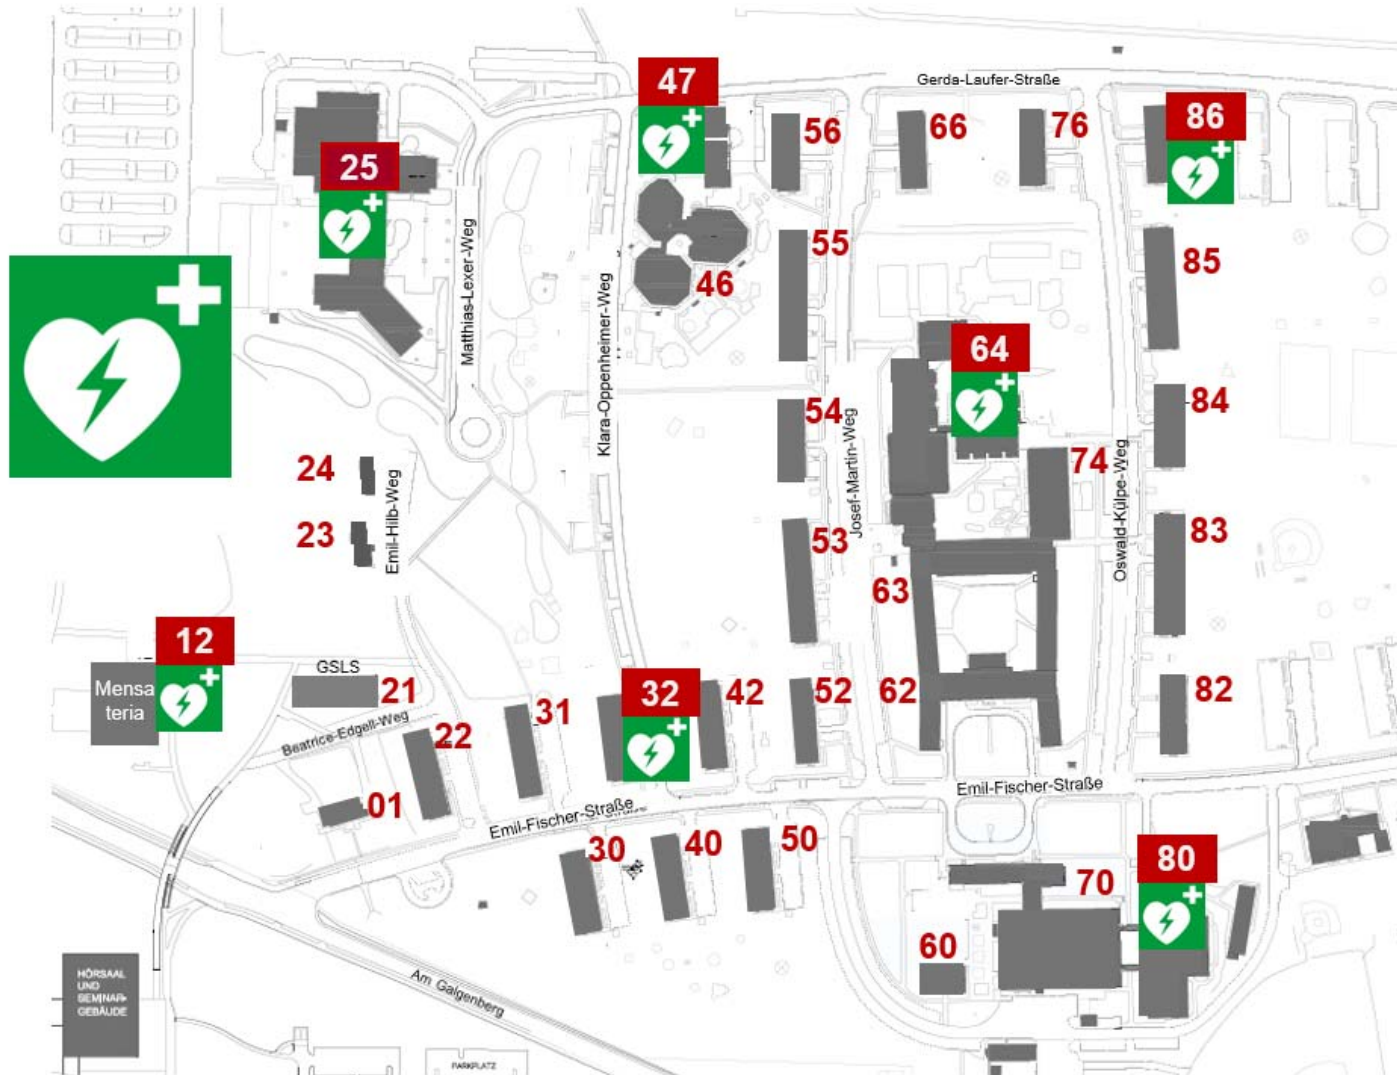 Gerda-Laufer-Straße
47
86
56
66
76
25
Matthias-Lexer-Weg
55
85
46
Klara-Oppenheimer-Weg
64
54
84
Josef-Martin-Weg
74
Oswald-Külpe-Weg
24
Emil-Hilb-Weg
23
53
83
63
12
GSLS
Mensa
teria
21
32
42
52
62
82
31
22
Beatrice-Edgell-Weg
01
Emil-Fischer-Straße
Emil-Fischer-Straße
30
40
50
80
70
60
HÖRSAAL
UND
SEMINAR-
GEBÄUDE
Am Galgenberg
PARKPLATZ